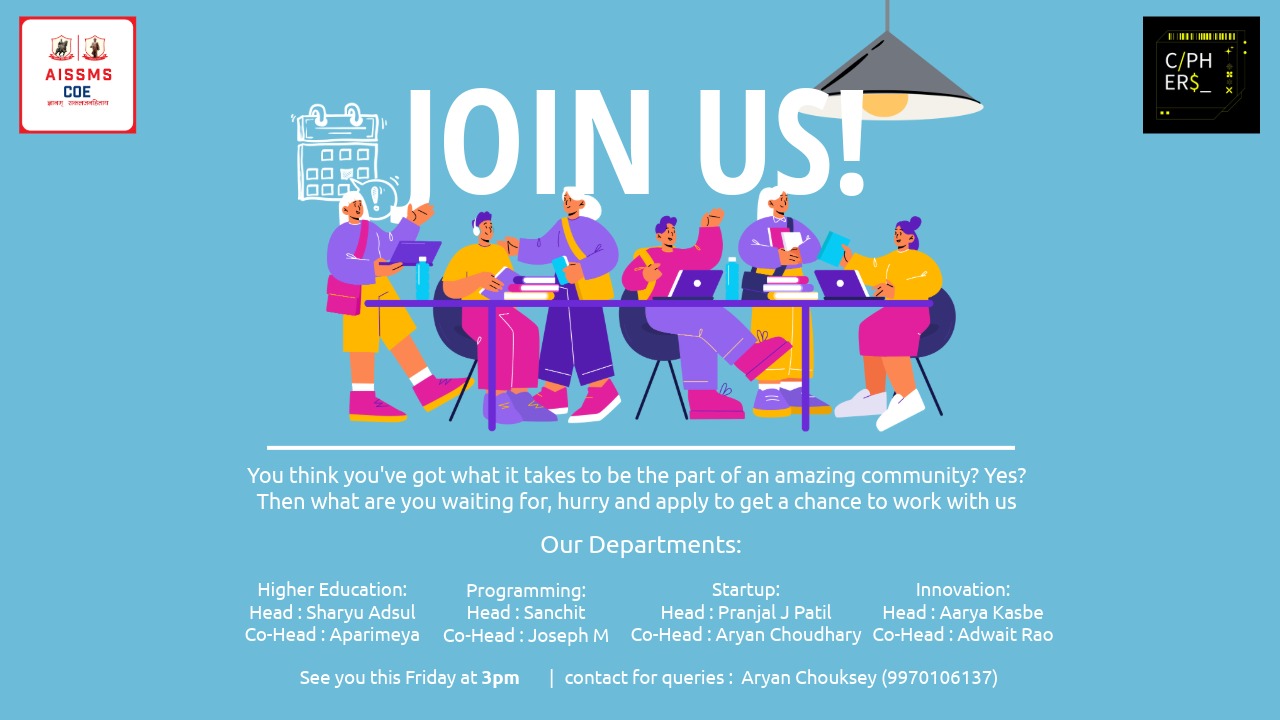 AISSMS
COE
ज्ञानम् सकलजनहिताय
C/PH
ER$_
JOIN US!
You think you've got what it takes to be the part of an amazing community? Yes?
Then what are you waiting for, hurry and apply to get a chance to work with us
Our Departments:
Higher Education:
Head : Sharyu Adsul
Co-Head : Aparimeya
Programming:
Head : Sanchit
Co-Head : Joseph M
Startup:
Head : Pranjal J Patil
Co-Head : Aryan Choudhary
Innovation:
Head : Aarya Kasbe
Co-Head : Adwait Rao
See you this Friday at 3pm | contact for queries : Aryan Chouksey (9970106137)